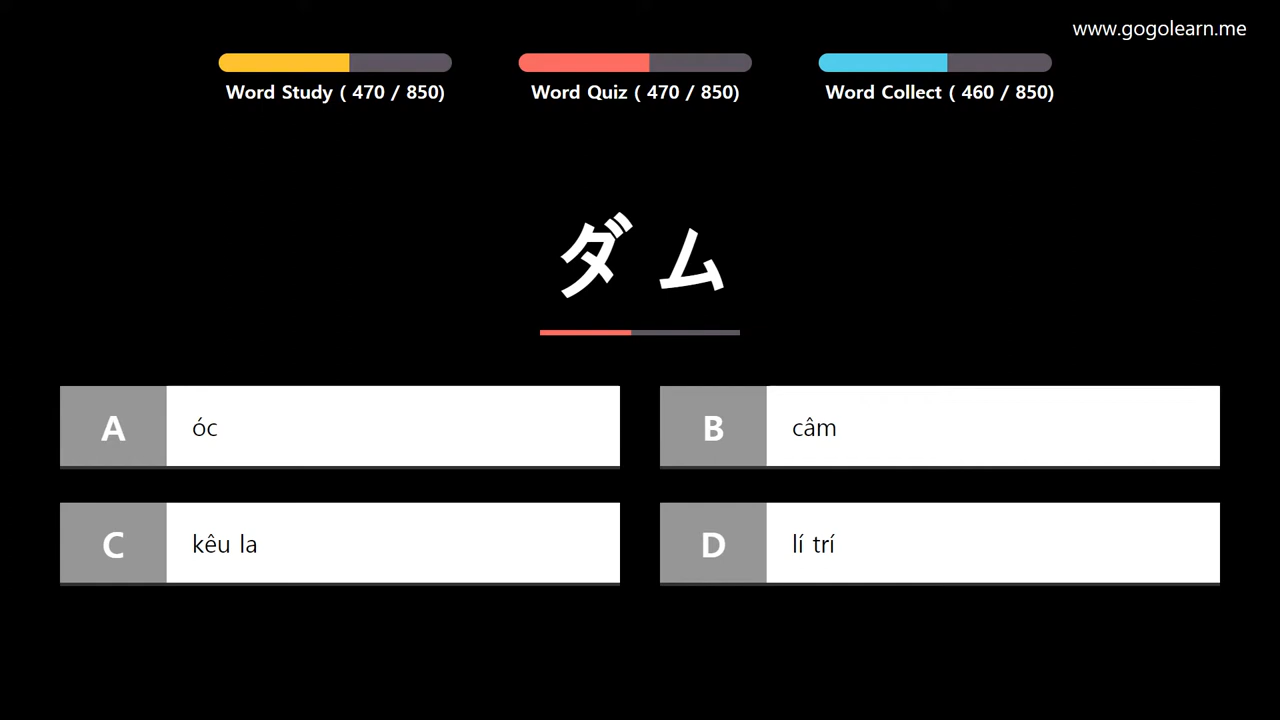 www.gogolearn.me
Word Study ( 470 / 850)
Word Quiz ( 470 / 850)
Word Collect ( 460 / 850)
ダム
A óc
B câm
C kêu la
D lí trí